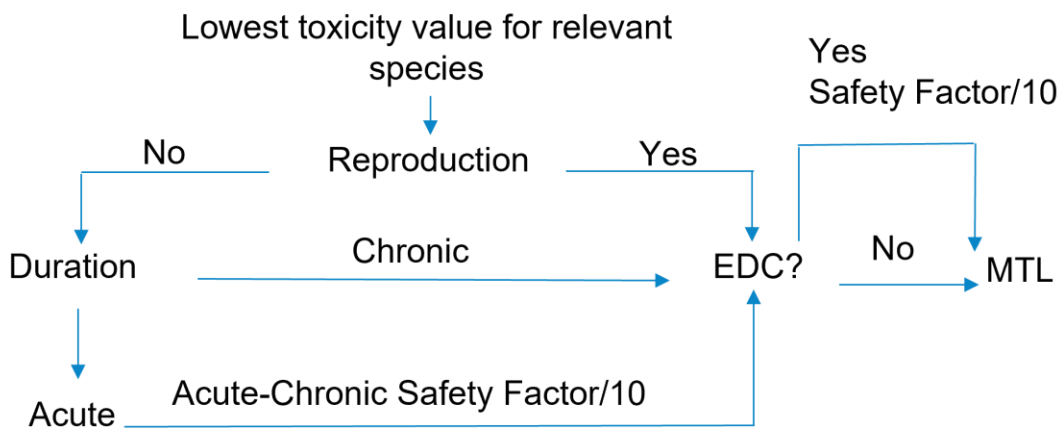 Lowest toxicity value for relevant
species
Yes
Safety Factor/10
No
Reproduction
Yes
Duration
Chronic
EDC?
No
MTL
Acute
Acute-Chronic Safety Factor/10